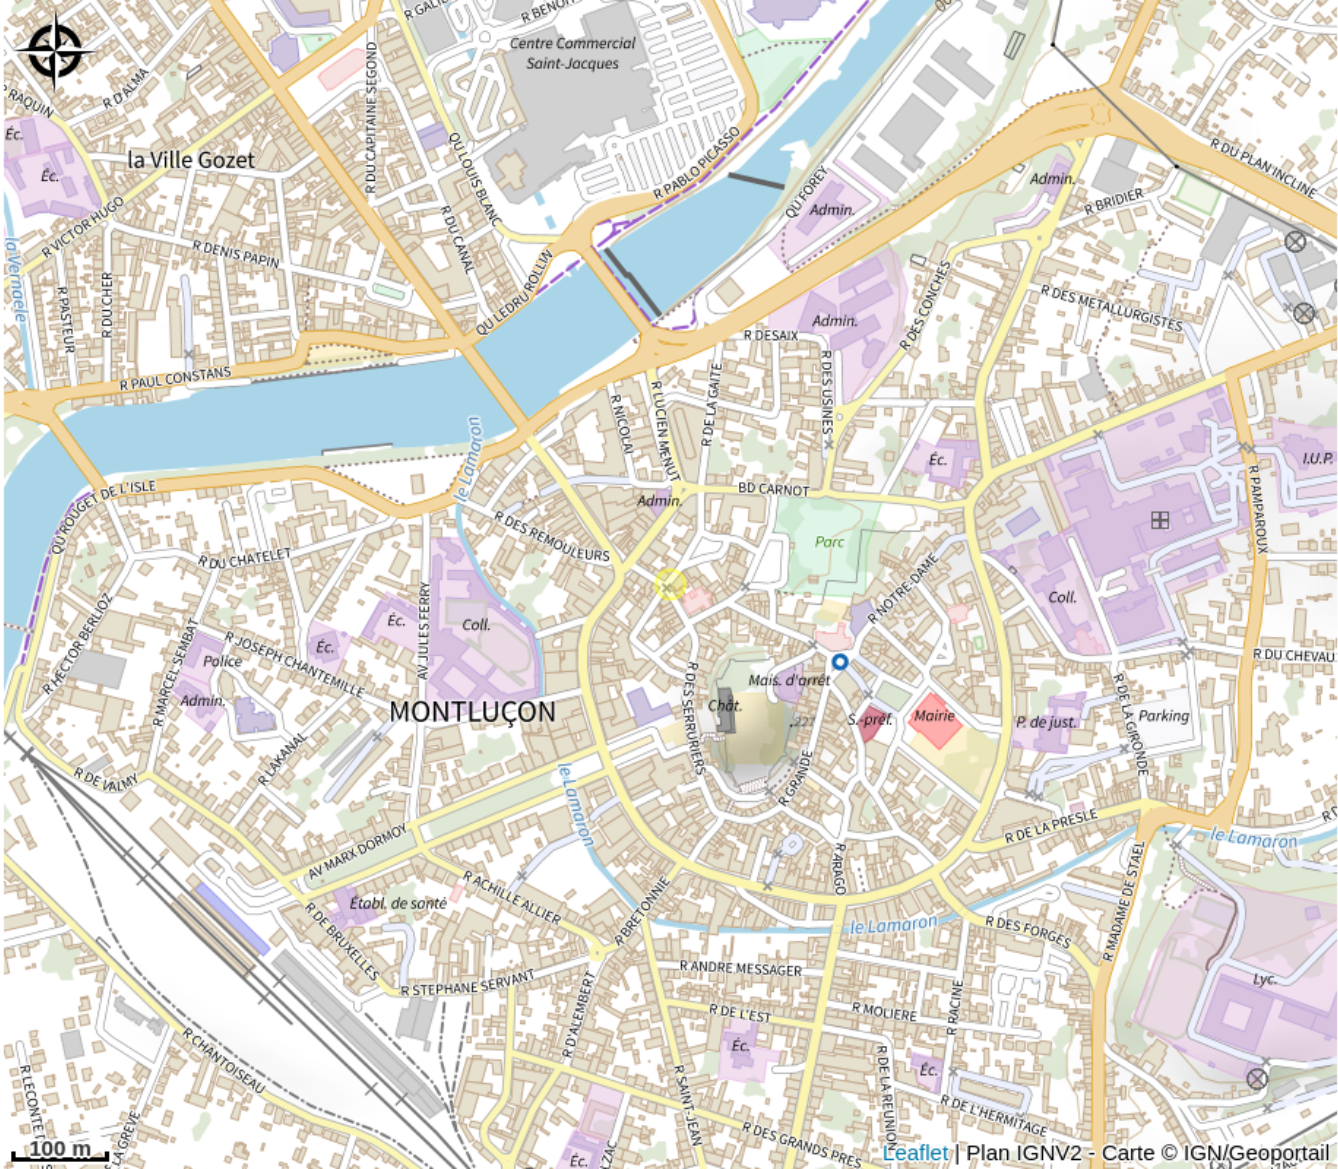 R BENOI
Centre Commercial
Saint-Jacques
R D'ALMA
R DU CAPITAINE SEGOND
RAQUIN
Éc.
Éc.
la Ville Gozet
QU LOUIS BLANC
R PABLO PICASSO
R DU PLAN INCLINE
Admin.
QU FOREY
Admin.
R BRIDIER
R VICTOR HUGO
R DU CANAL
R DENIS PAPIN
la Vernoële
QU LEDRU ROLLIN
R PASTEUR
R DU CHER
R DES CONCHES
R DES METALLURGISTES
Admin.
R DESAIX
R PAUL CONSTANS
R NICOLAI
R LUCIEN MENUT
R DE LA GAITE
R DES USINES
le Lamaron
Éc.
I.U.P.
QU ROUGET DE L'ISLE
Admin.
BD CARNOT
R PAMPAROUX
R DES REMOULEURS
Parc
R DU CHATELET
R NOTRE-DAME
R HECTOR BERLIOZ
AV JULES FERRY
Éc.
Coll.
Coll.
R MARCEL SEMBAT
R JOSEPH CHANTEMILLE
Éc.
Police
R DU CHEVAU
Admin.
R DES SERRURIERS
Mais. d'arrêt
Chât.
227
S.-préf.
Mairie
P. de just.
R DE LA GIRONDE
Parking
MONTLUÇON
R LAKANAL
R DE VALMY
le Lamaron
R GRANDE
AV MARX DORMOY
R DE LA PRESLE
le Lamaron
R ARAGO
R ACHILLE ALLIER
Établ. de santé
R DE BRUXELLES
R BRETONNIE
le Lamaron
R DES FORGES
R MADAME DE STAEL
R STEPHANE SERVANT
R ANDRE MESSAGER
Lyc.
R D'ALEMBERT
R DE L'EST
R MOLIERE
R RACINE
R CHANTOISEAU
Éc.
R LECONTE
R SAINT-JEAN
R DE LA REUNION
Éc.
R DE L'HERMITAGE
R DES GRANDS PRES
Éc.
100 m
Leaflet | Plan IGNV2 - Carte © IGN/Geoportail